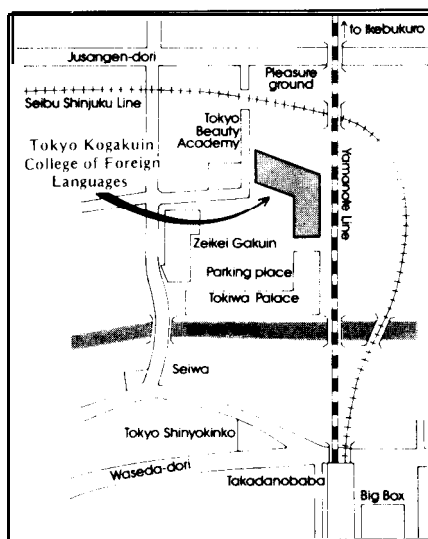 to Ikebukuro
Jusangen-dori
Pleasure
ground
Seibu Shinjuku Line
Tokyo
Beauty
Academy
Tokyo Kogakuin
College of Foreign
Languages
Yamanote Line
Zeikei Gakuin
Parking place
Tokiwa Palace
Seiwa
Tokyo Shinyokinko
Waseda-dori
Takadanobaba
Big Box